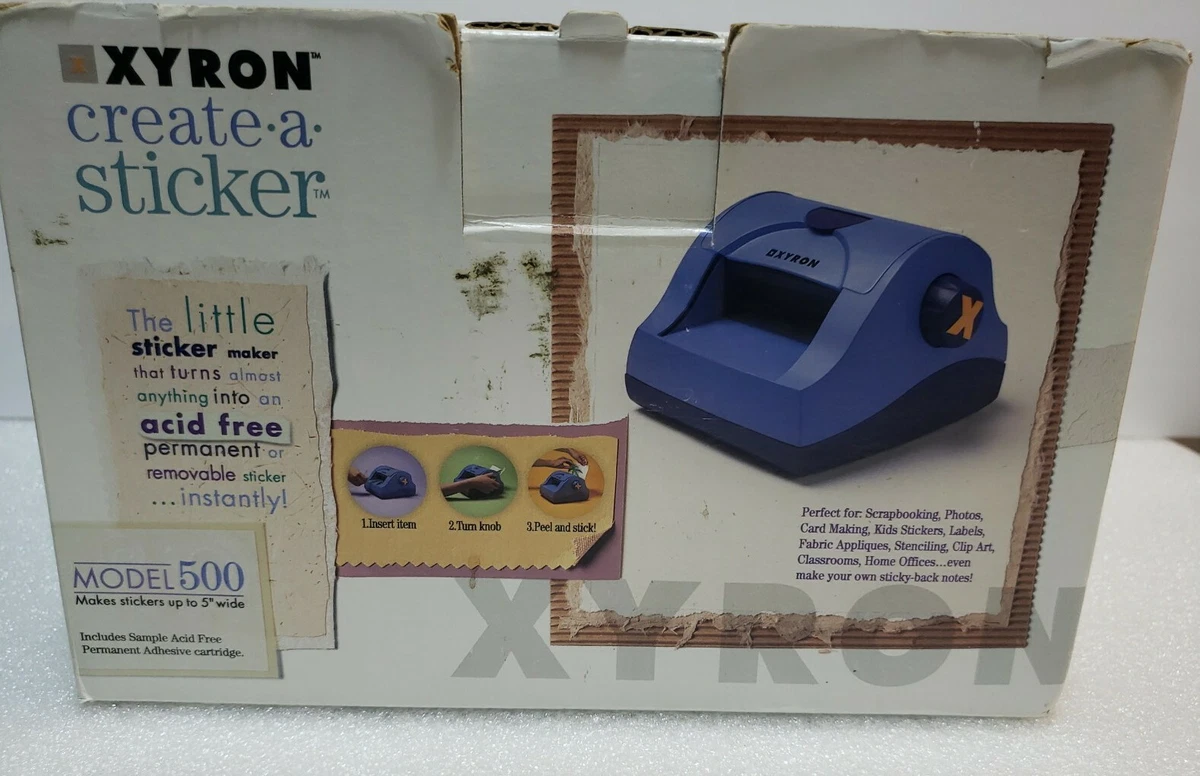 XYRON™
create·a·
sticker™
The little
sticker maker
that turns almost
anything into an
acid free
permanent or
removable sticker
...instantly!
MODEL 500
Makes stickers up to 5" wide
Includes Sample Acid Free
Permanent Adhesive cartridge.
1.Insert item
2.Turn knob
3.Peel and stick!
XYRON
X
Perfect for: Scrapbooking, Photos,
Card Making, Kids Stickers, Labels,
Fabric Appliques, Stenciling, Clip Art,
Classrooms, Home Offices...even
make your own sticky-back notes!
XYRON